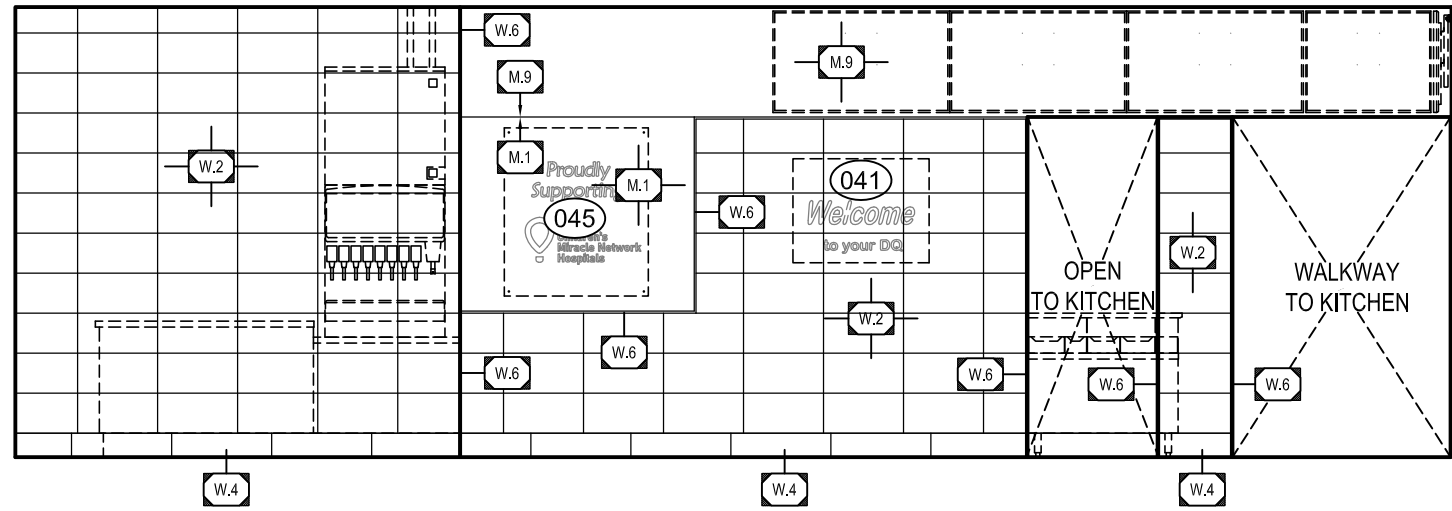 W.6
M.9
M.9
M.1
W.2
Proudly
Supporting
M.1
045
Children's
Miracle Network
Hospitals
041
Welcome
to your DQ
W.6
W.2
OPEN
TO KITCHEN
WALKWAY
TO KITCHEN
W.2
W.6
W.6
W.6
W.6
W.6
W.4
W.4
W.4